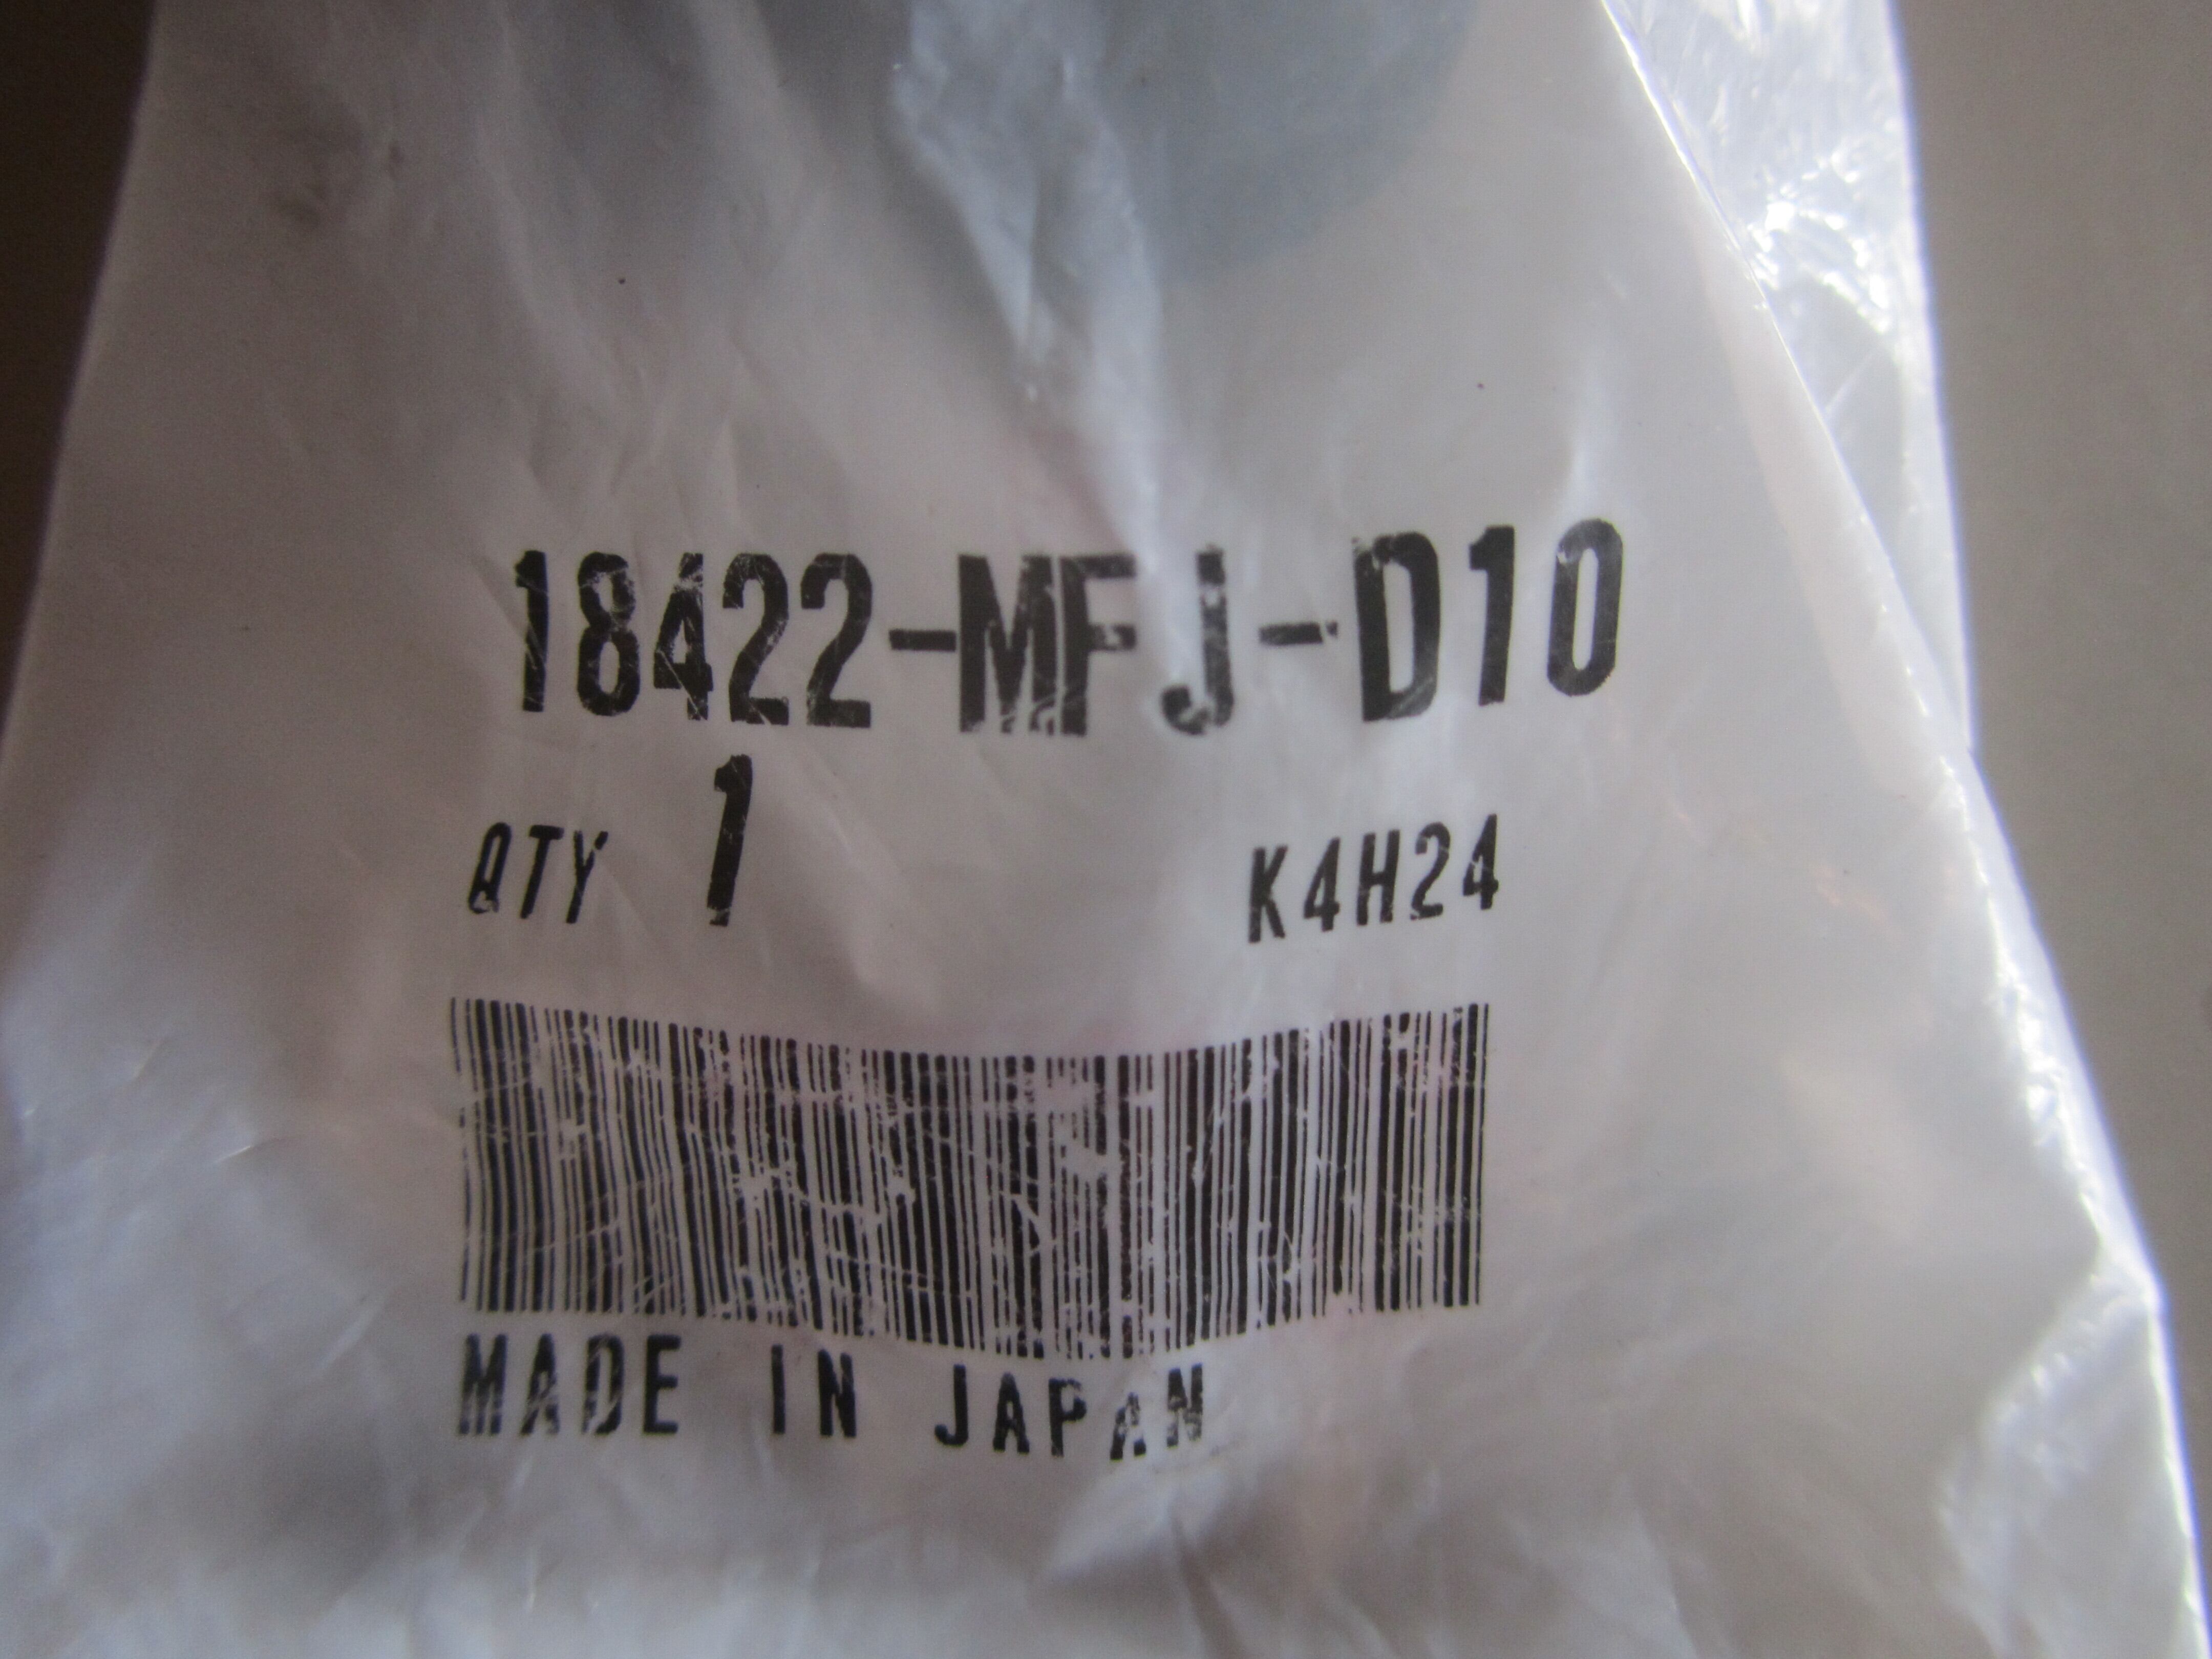 18422-MFJ-D10
QTY 1 K4H24
MADE IN JAPAN